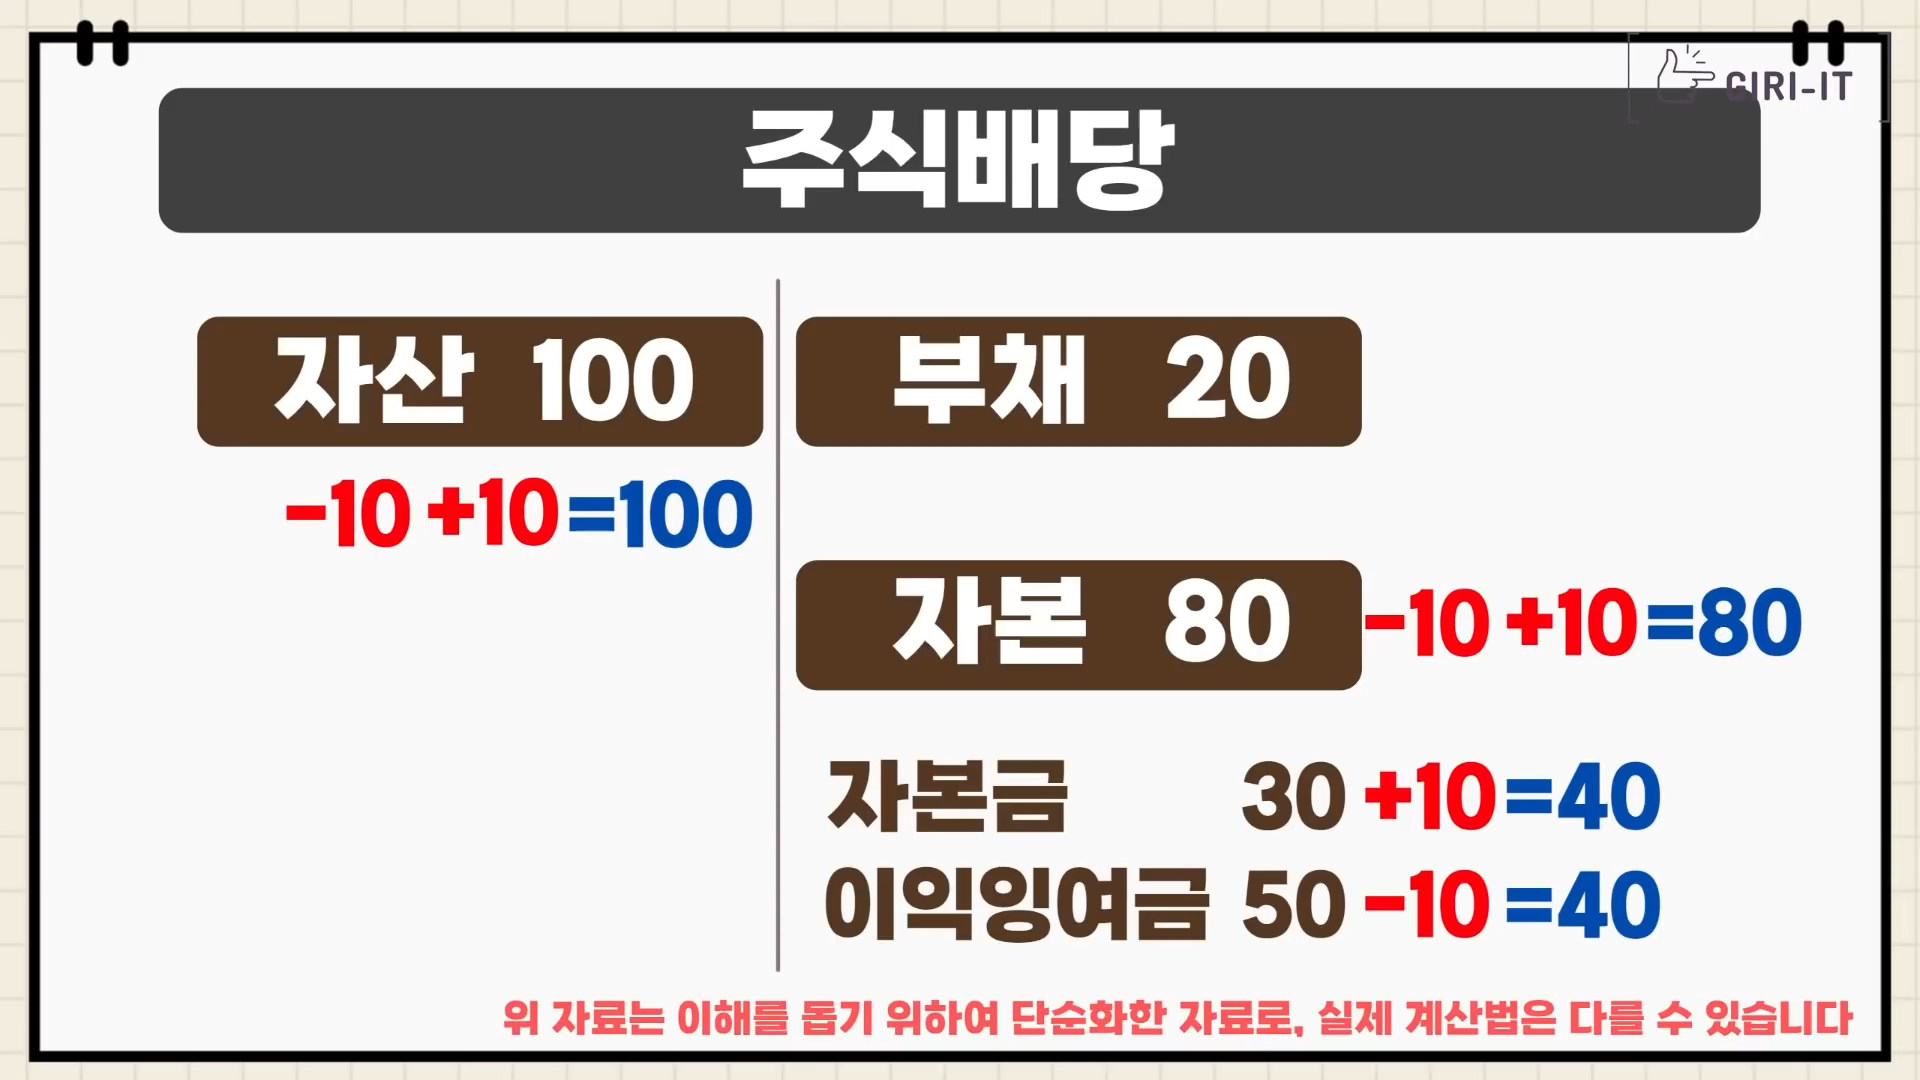 GIRI-IT
주식배당
자산 100
-10 +10 =100
부채 20
자본 80 -10 +10 =80
자본금 30 +10 =40
이익잉여금 50 -10 =40
위 자료는 이해를 돕기 위하여 단순화한 자료로, 실제 계산법은 다를 수 있습니다